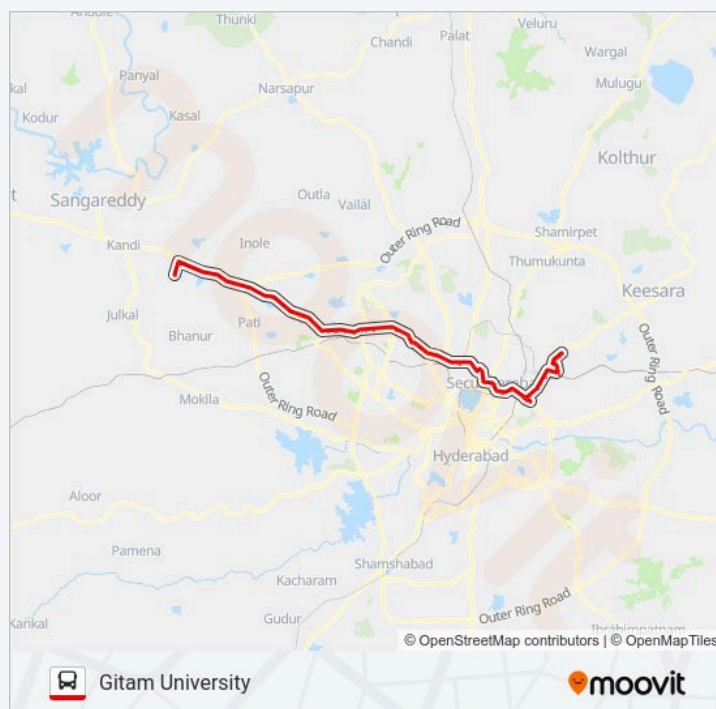 Andole
Thunki
Palat
Veluru
Chandi
Wargal
Panyal
Narsapur
Mulugu
Kasal
Kodur
Kolthur
Sangareddy
Outla
Vailal
Outer Ring Road
Shamirpet
Kandi
Inole
Thumukunta
Keesara
Julkal
Bhanur
Pati
Outer Ring Road
Mokila
Outer Ring Road
Hyderabad
Aloor
Pamena
Shamshabad
Kacharam
Outer Ring Road
Gudur
Kankal
Ibrahimpatnam
© OpenStreetMap contributors | © OpenMapTiles
Gitam University
moovit